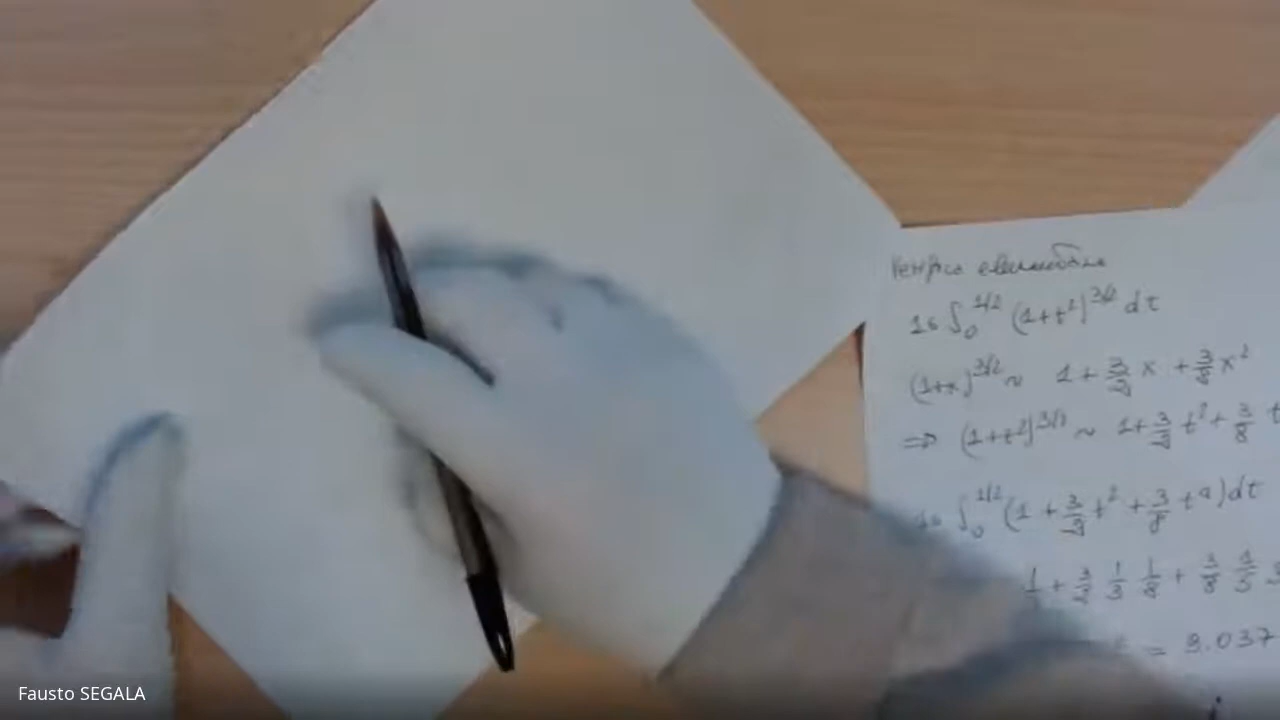 16 ∫₀^{1/2} (1+t²)^{3/2} dt
(1+x)^{3/2} ~ 1 + 3/2 x + 3/8 x²
⇒ (1+t²)^{3/2} ~ 1 + 3/2 t² + 3/8 t
∫₀^{1/2} (1 + 3/2 t² + 3/8 t⁴) dt
1 + 3/2 1/3 1/8 + 3/8 1/5
= 9.037
Fausto SEGALA